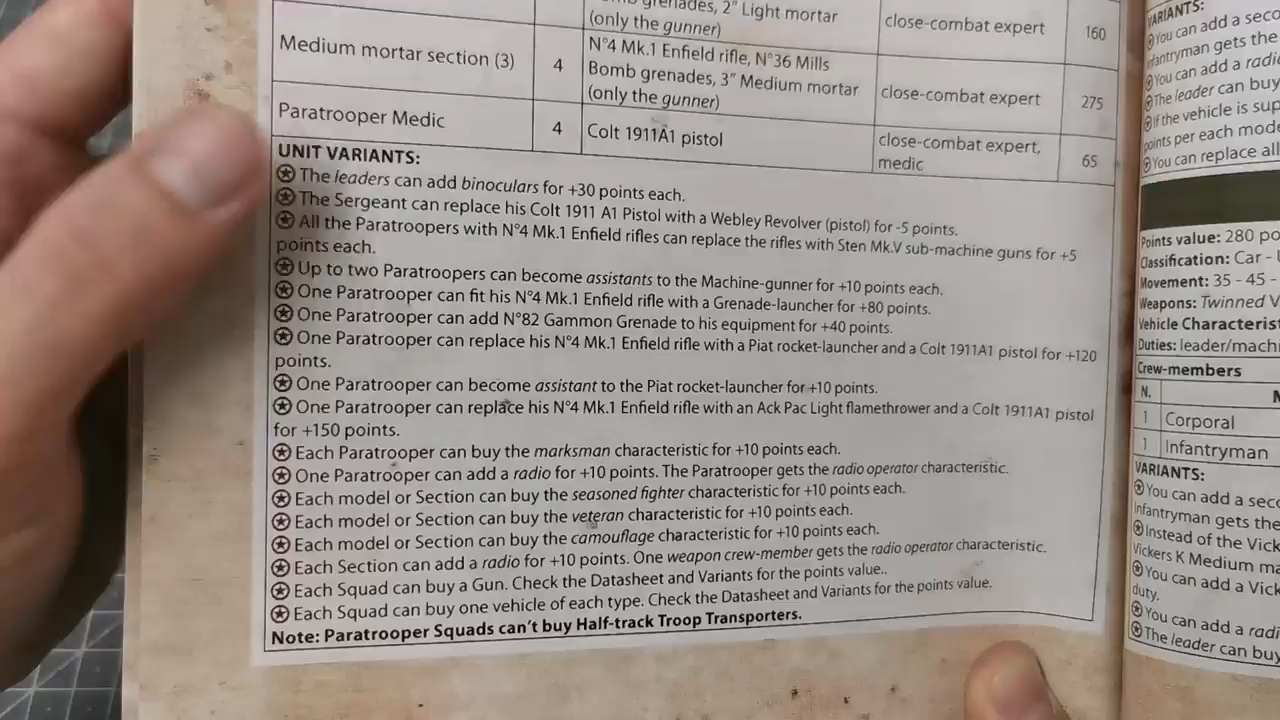 grenades, 2" Light mortar
(only the gunner)
close-combat expert
160
Medium mortar section (3)
4
N°4 Mk.1 Enfield rifle, N°36 Mills
Bomb grenades, 3" Medium mortar
(only the gunner)
close-combat expert
275
Paratrooper Medic
4
Colt 1911A1 pistol
close-combat expert,
medic
65
UNIT VARIANTS:
The leaders can add binoculars for +30 points each.
The Sergeant can replace his Colt 1911 A1 Pistol with a Webley Revolver (pistol) for -5 points.
All the Paratroopers with N°4 Mk.1 Enfield rifles can replace the rifles with Sten Mk.V sub-machine guns for +5
points each.
Up to two Paratroopers can become assistants to the Machine-gunner for +10 points each.
One Paratrooper can fit his N°4 Mk.1 Enfield rifle with a Grenade-launcher for +80 points.
One Paratrooper can add N°82 Gammon Grenade to his equipment for +40 points.
One Paratrooper can replace his N°4 Mk.1 Enfield rifle with a Piat rocket-launcher and a Colt 1911A1 pistol for +120
points.
One Paratrooper can become assistant to the Piat rocket-launcher for +10 points.
One Paratrooper can replace his N°4 Mk.1 Enfield rifle with an Ack Pac Light flamethrower and a Colt 1911A1 pistol
for +150 points.
Each Paratrooper can buy the marksman characteristic for +10 points each.
One Paratrooper can add a radio for +10 points. The Paratrooper gets the radio operator characteristic.
Each model or Section can buy the seasoned fighter characteristic for +10 points each.
Each model or Section can buy the veteran characteristic for +10 points each.
Each model or Section can buy the camouflage characteristic for +10 points each.
Each Section can add a radio for +10 points. One weapon crew-member gets the radio operator characteristic.
Each Squad can buy a Gun. Check the Datasheet and Variants for the points value..
Each Squad can buy one vehicle of each type. Check the Datasheet and Variants for the points value.
Note: Paratrooper Squads can't buy Half-track Troop Transporters.
VARIANTS:
You can add a
gets the
You can add a
The leader can buy
If the vehicle is
points per each
You can replace all
Points value: 280
Classification: Car -
Movement: 35 - 45 -
Weapons: Twinned
Vehicle
Duties:
Crew-members
N.
1 Corporal
1 Infantryman
VARIANTS:
You can add a
Infantryman gets the
Instead of the
Vickers K Medium
You can add a
duty.
You can add a
The leader can buy